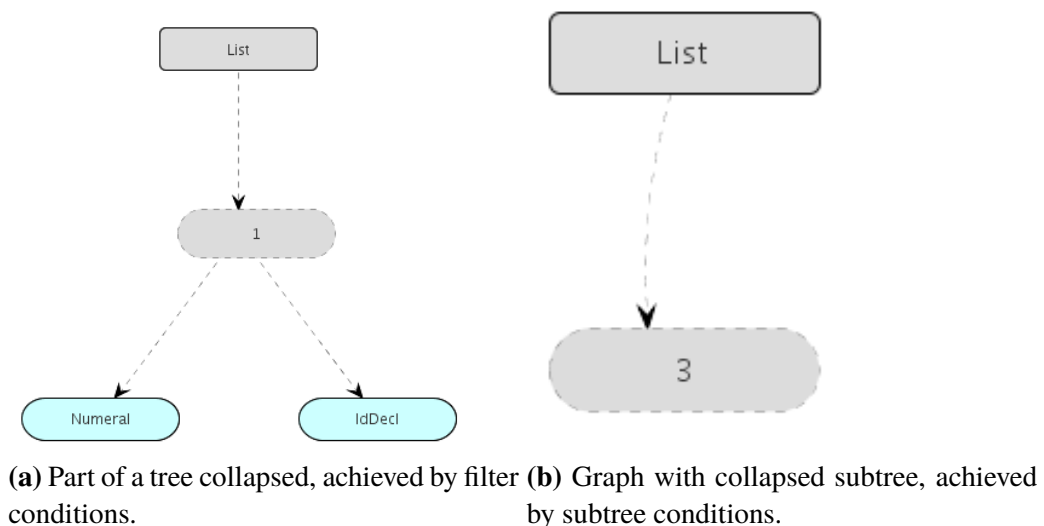 List
1
Numeral
IdDecl
(a) Part of a tree collapsed, achieved by filter
conditions.
List
3
(b) Graph with collapsed subtree, achieved
by subtree conditions.